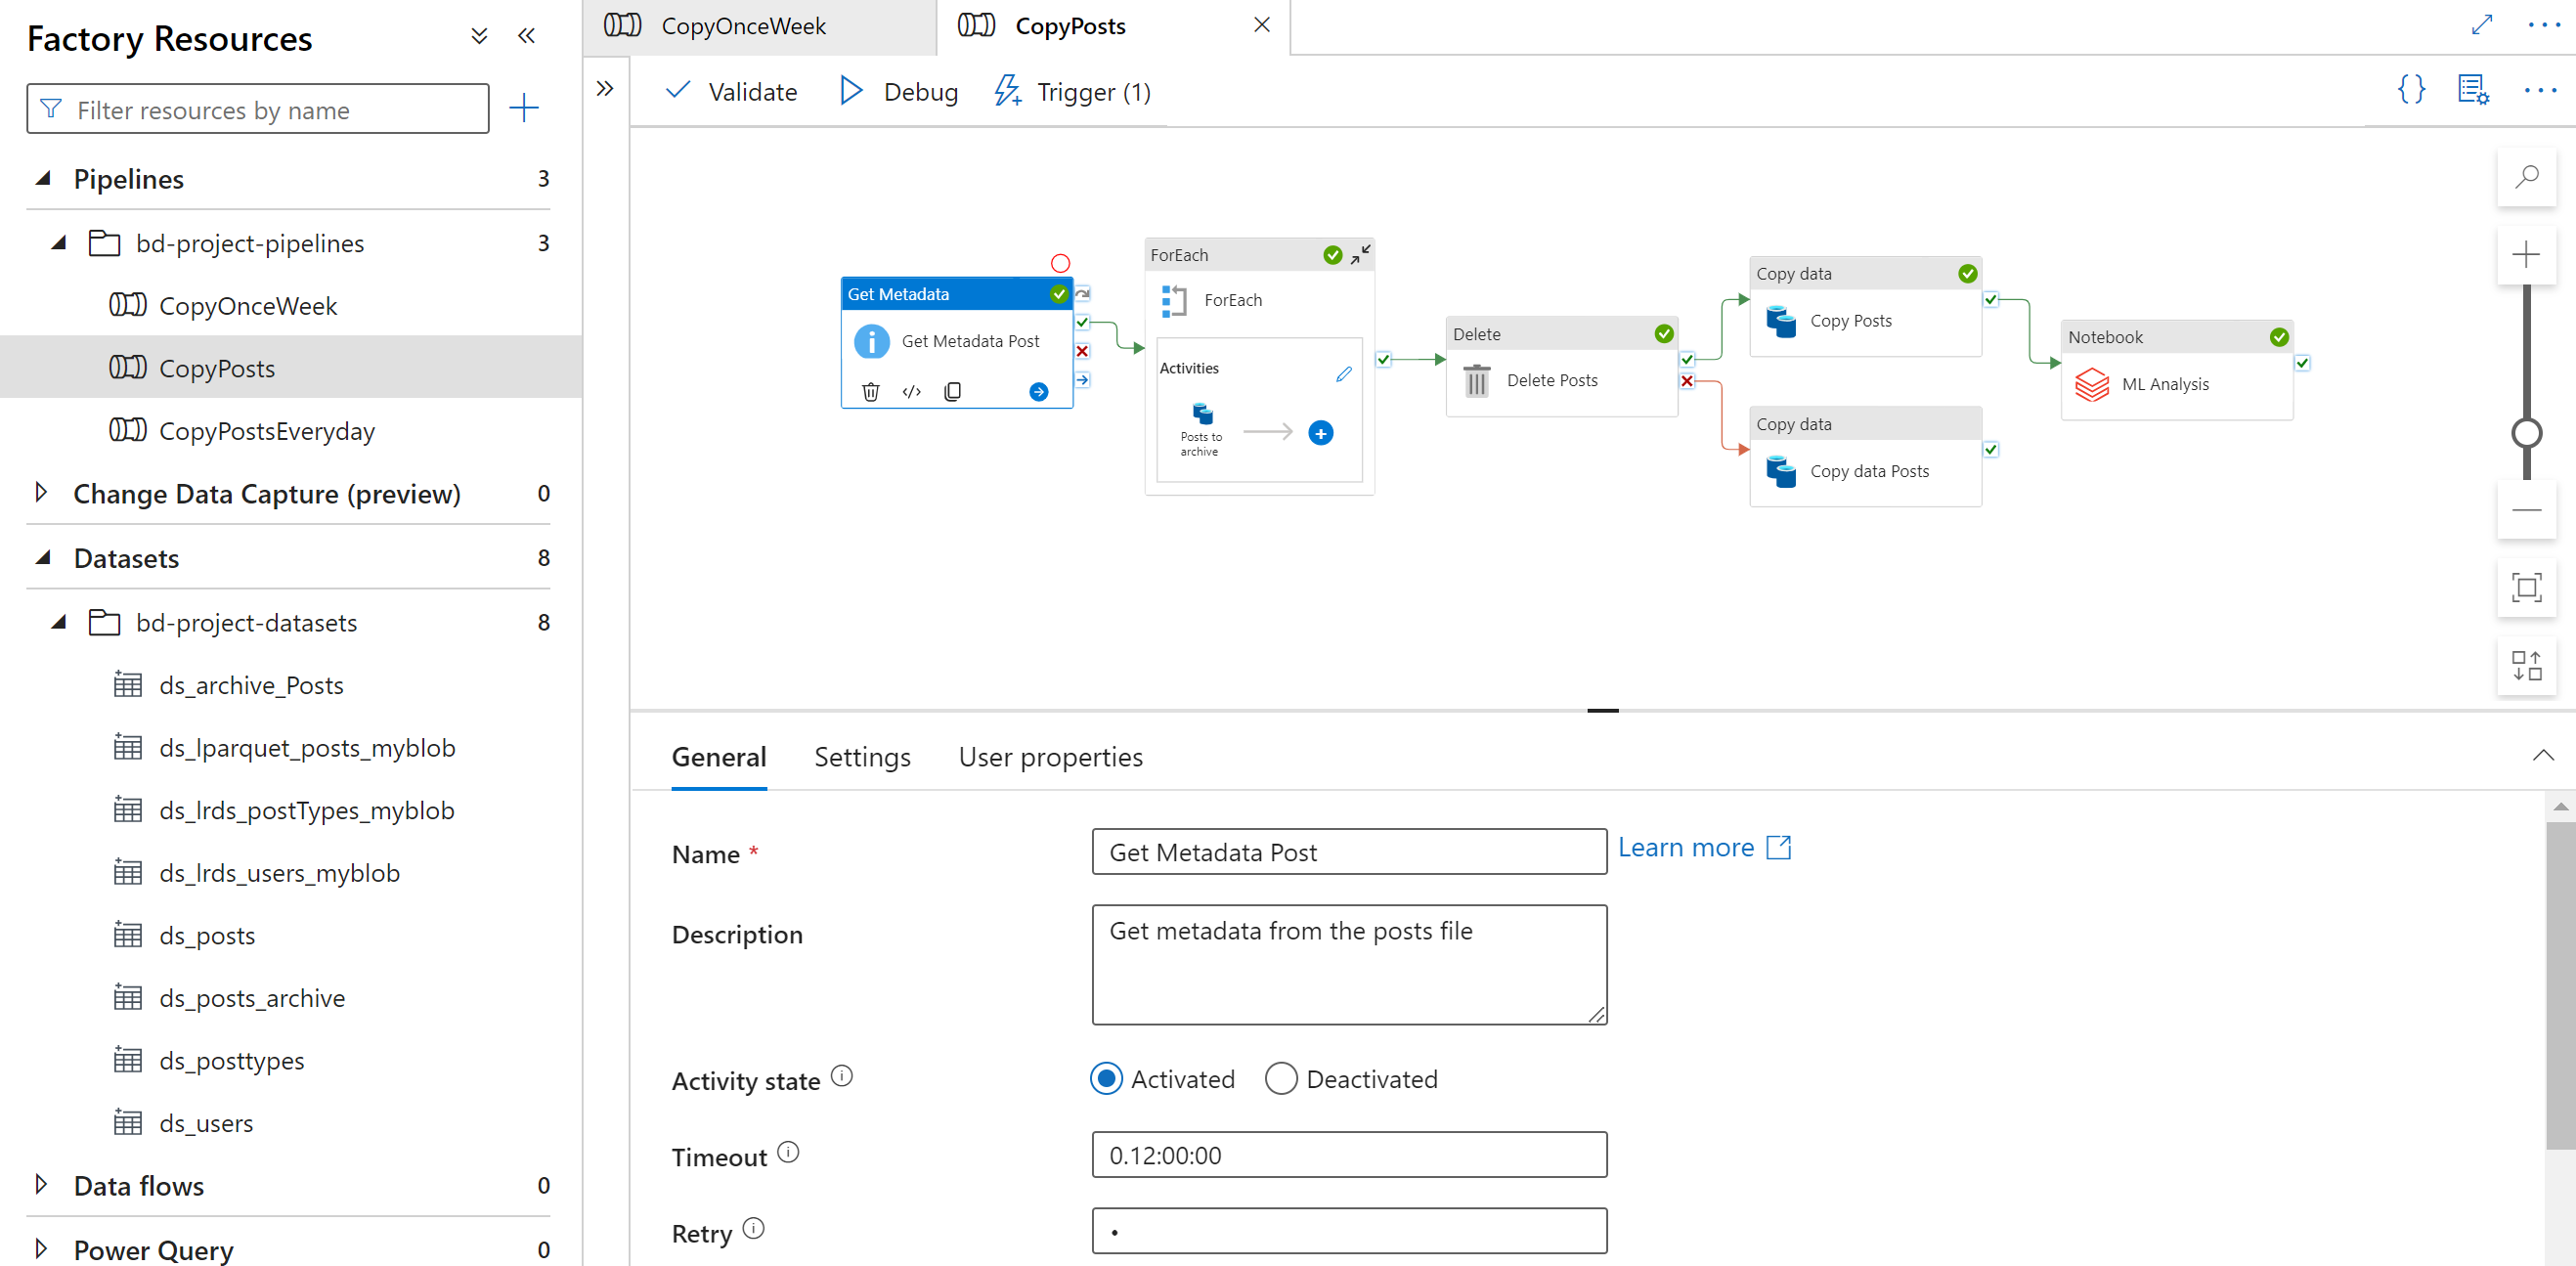 Factory Resources
Filter resources by name
Pipelines 3
bd-project-pipelines 3
CopyOnceWeek
CopyPosts
CopyPostsEveryday
Change Data Capture (preview) 0
Datasets 8
bd-project-datasets 8
ds_archive_Posts
ds_lparquet_posts_myblob
ds_lrds_postTypes_myblob
ds_lrds_users_myblob
ds_posts
ds_posts_archive
ds_posttypes
ds_users
Data flows 0
Power Query 0
CopyOnceWeek
CopyPosts
Validate Debug Trigger (1)
Get Metadata
Get Metadata Post
ForEach
ForEach
Activities
Posts to
archive
Delete
Delete Posts
Copy data
Copy Posts
Copy data
Copy data Posts
Notebook
ML Analysis
General Settings User properties
Name * Get Metadata Post Learn more
Description Get metadata from the posts file
Activity state Activated Deactivated
Timeout 0.12:00:00
Retry